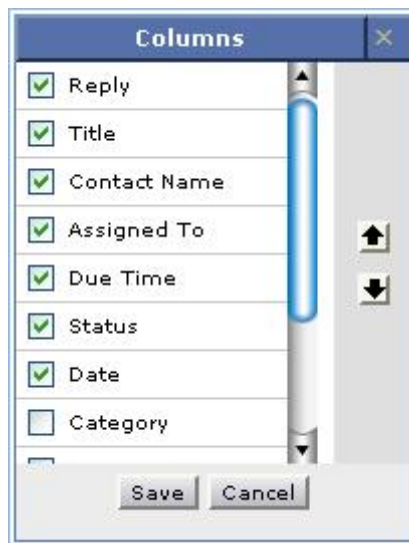 Columns
Reply
Title
Contact Name
Assigned To
Due Time
Status
Date
Category
Save Cancel